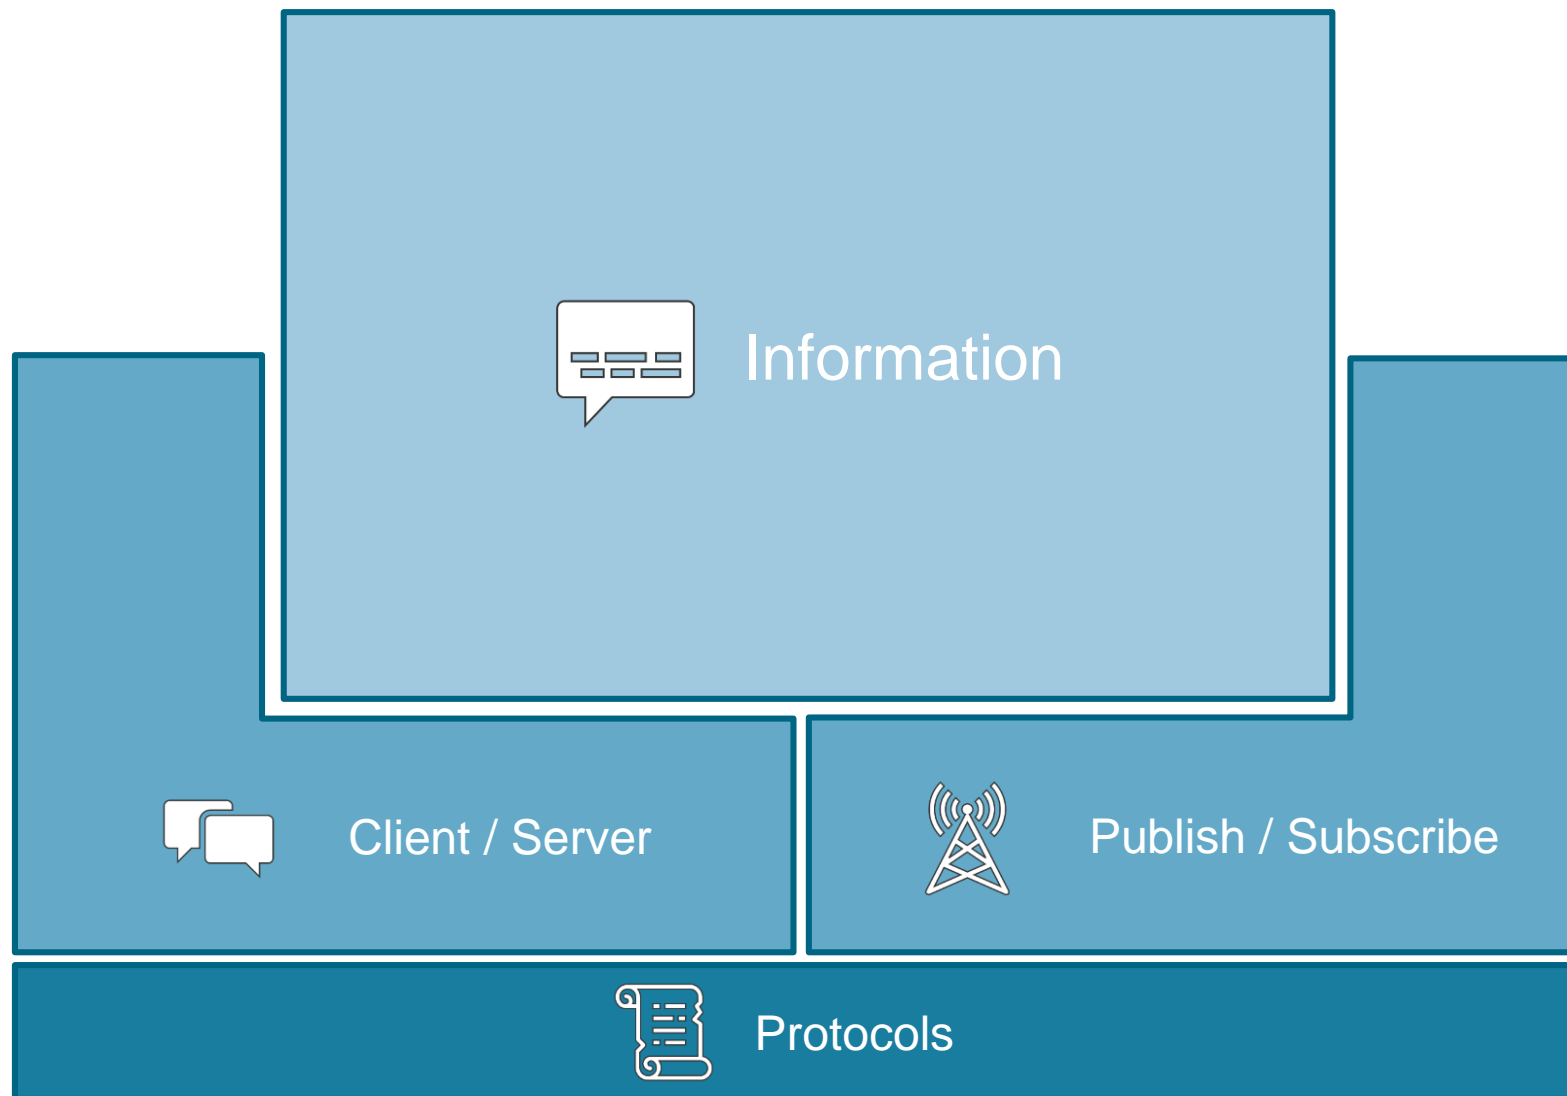 Information
Client / Server
Publish / Subscribe
Protocols